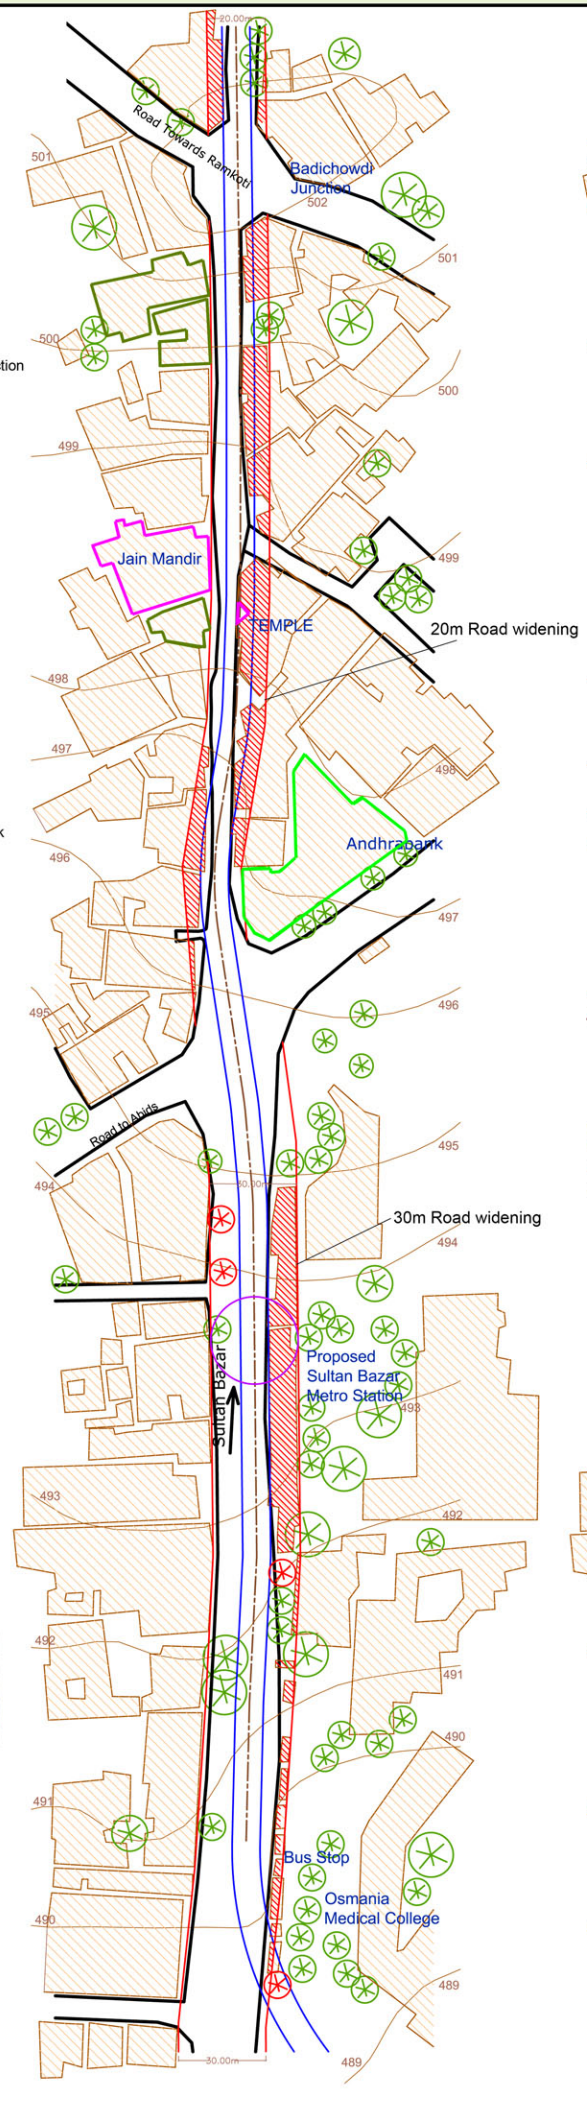 20.00m
Road Towards Ramkoti
501
Badichowdi
Junction
502
501
500
ction
500
499
Jain Mandir
499
TEMPLE
20m Road widening
498
497
498
k
Andhrabank
496
497
495
496
Road to Abids
495
494
30.00m
30m Road widening
494
Sultan Bazar
Proposed
Sultan Bazar
Metro Station
493
493
492
492
491
490
491
Bus Stop
Osmania
Medical College
490
489
30.00m
489